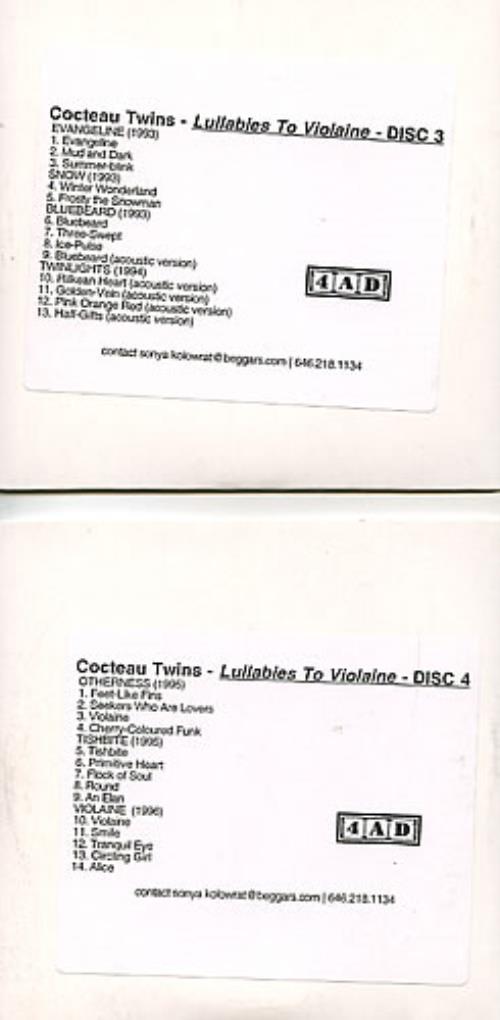 Cocteau Twins - Lullabies To Violaine - DISC 3
EVANGELINE (1993)
1. Evangeline
2. Mud and Dark
3. Summer-blink
SNOW (1993)
4. Winter Wonderland
5. Frosty the Snowman
BLUEBEARD (1993)
6. Bluebeard
7. Three-Swept
8. Ice-Pulse
9. Bluebeard (acoustic version)
TWINLIGHTS (1994)
10. Rilkean Heart (acoustic version)
11. Golden-Vein (acoustic version)
12. Pink Orange Red (acoustic version)
13. Half-Gifts (acoustic version)
4AD
contact sonya kolowrat@beggars.com | 646.218.1134
Cocteau Twins - Lullabies To Violaine - DISC 4
OTHERNESS (1995)
1. Feet-Like Fins
2. Seekers Who Are Lovers
3. Violaine
4. Cherry-Coloured Funk
TISHBITE (1995)
5. Tishbite
6. Primitive Heart
7. Flock of Soul
8. Round
9. An Elan
VIOLAINE (1996)
10. Violaine
11. Smile
12. Tranquil Eye
13. Circling Girl
14. Alice
4AD
contact sonya kolowrat@beggars.com | 646.218.1134